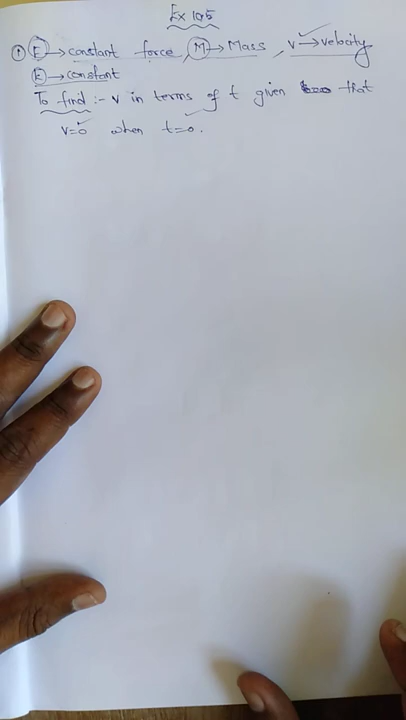 Ex 10.5
① F → constant force, M → Mass, v → velocity
k → constant
To find :- v in terms of t given that
v=0 when t=0.